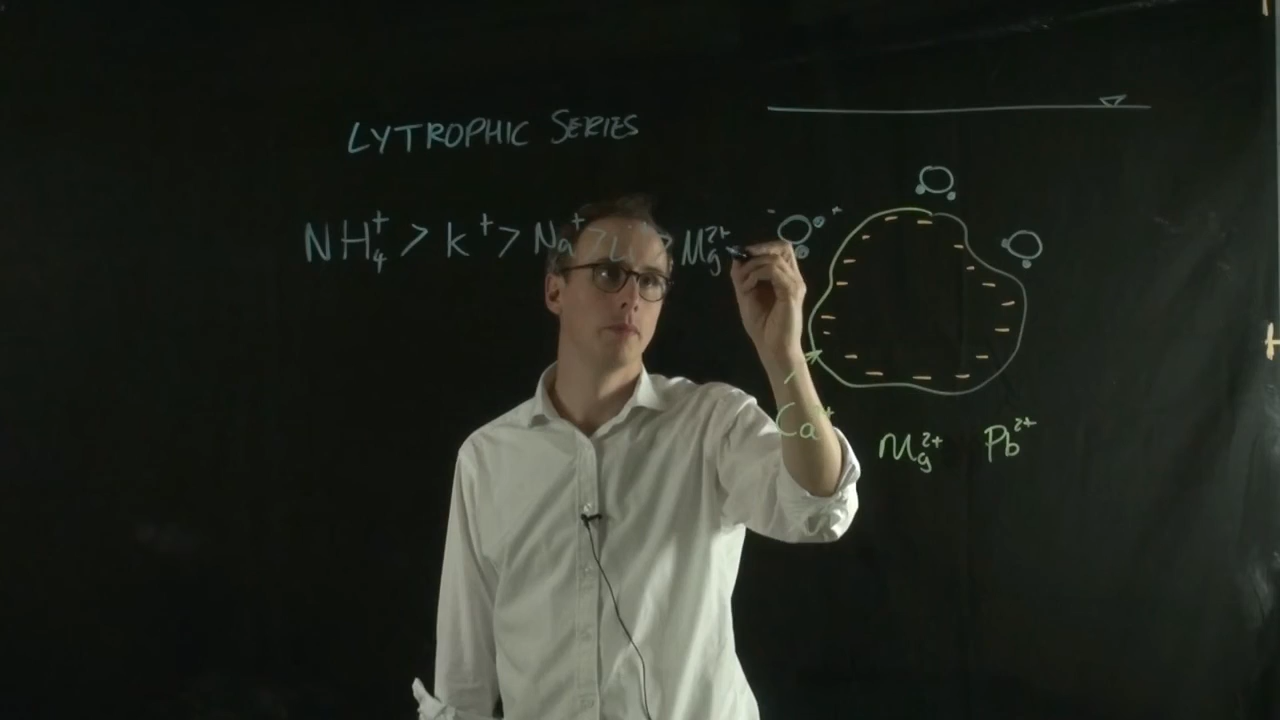 LYTROPHIC SERIES
NH₄⁺ > K⁺ > Na⁺ > Li⁺ > Mg²⁺
- +
Ca²⁺ Mg²⁺ Pb²⁺